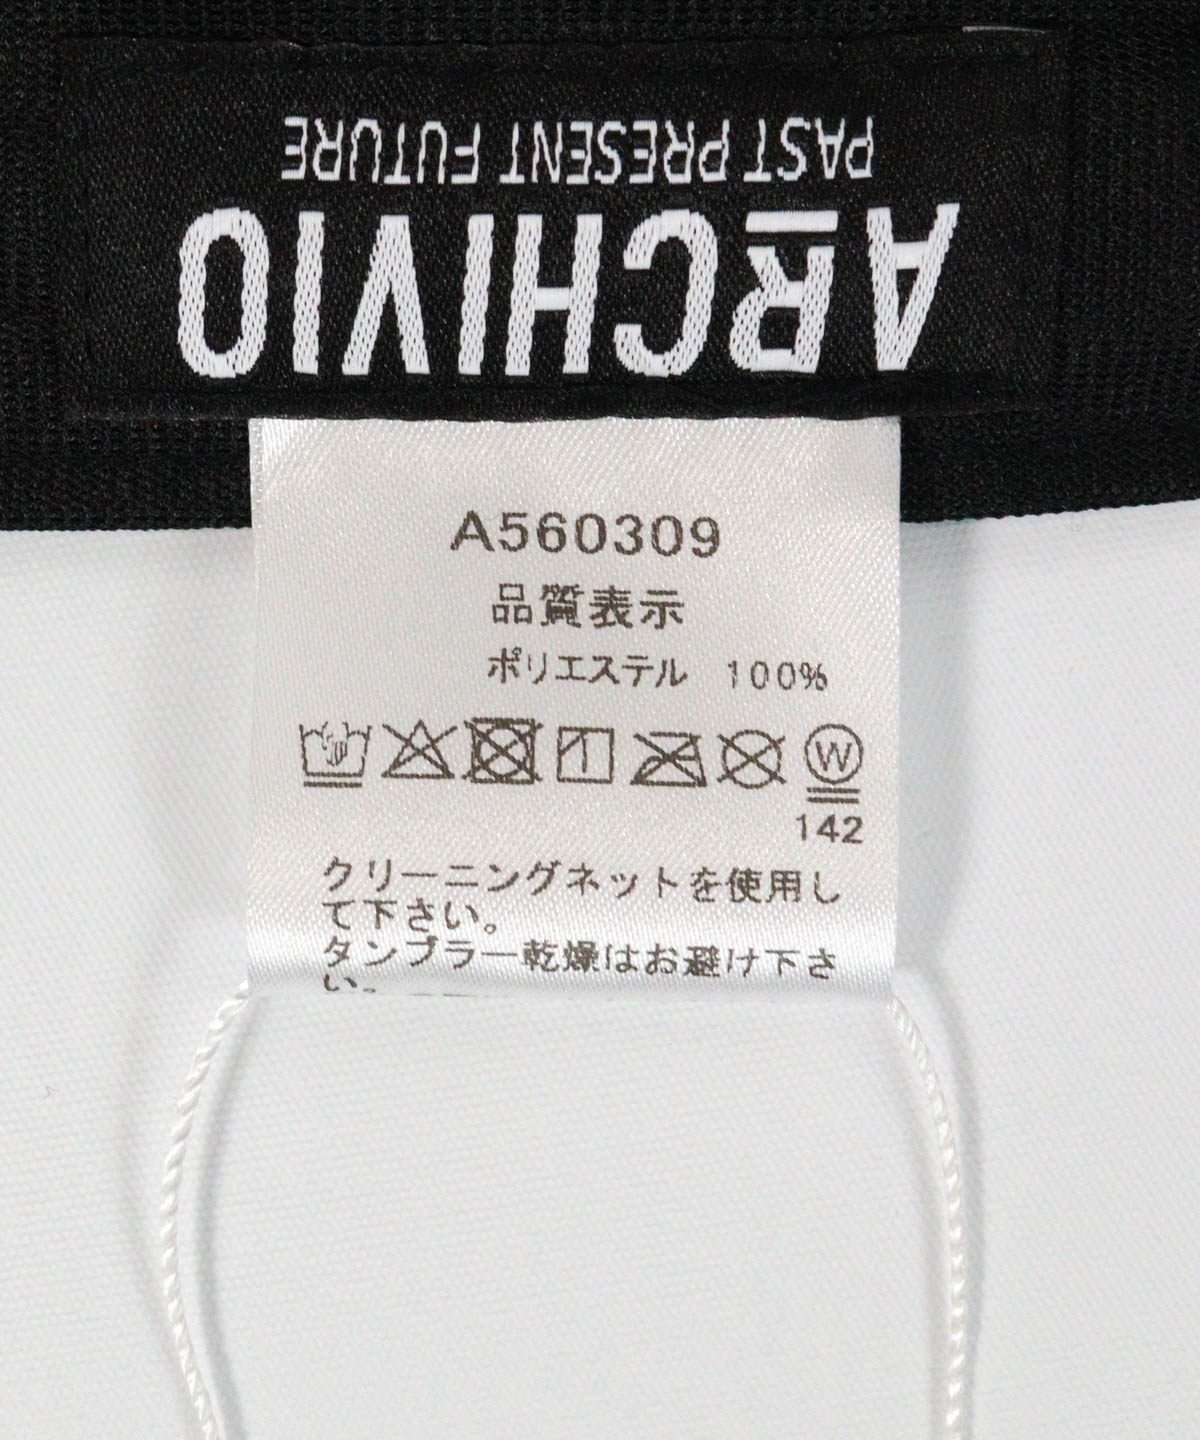 ARCHIVIO
PAST PRESENT FUTURE
A560309
品質表示
ポリエステル 100%
W
142
クリーニングネットを使用し
て下さい。
タンブラー乾燥はお避け下さ
い。